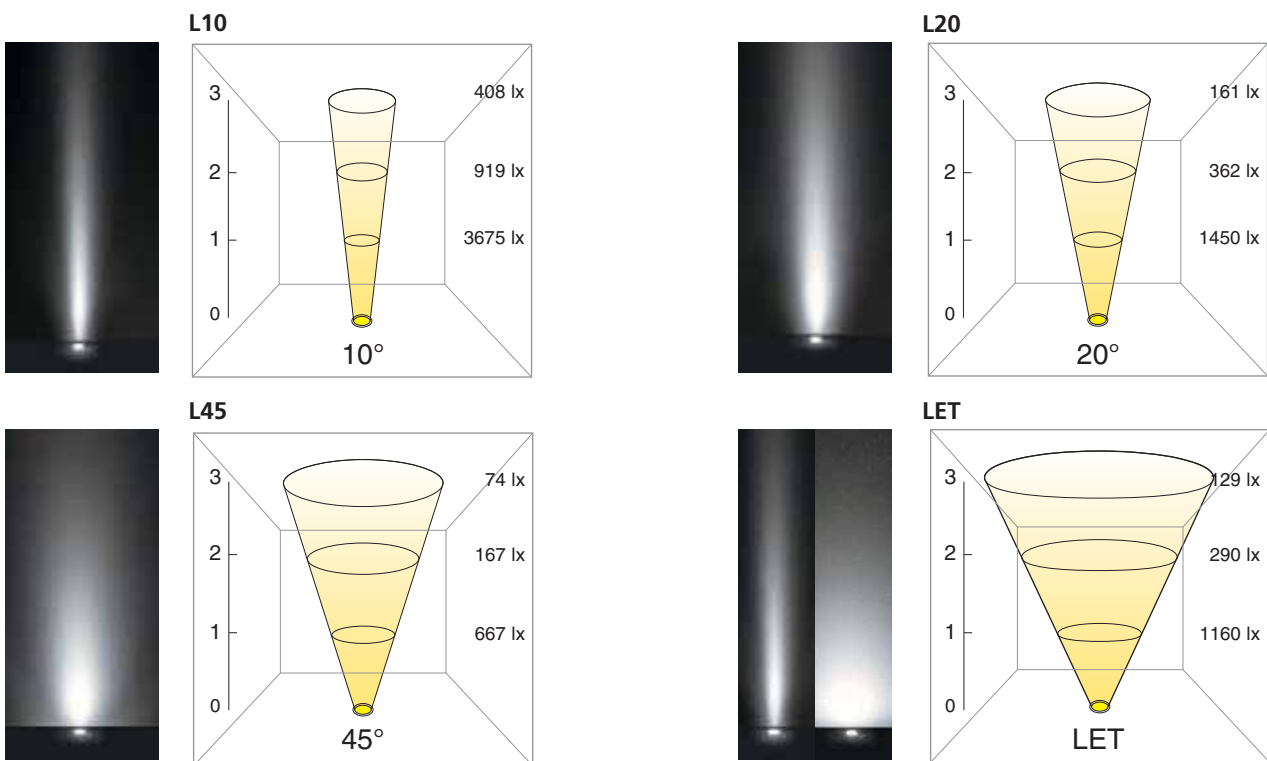 L10
3
408 lx
2
919 lx
1
3675 lx
0
10°
L20
3
161 lx
2
362 lx
1
1450 lx
0
20°
L45
3
74 lx
2
167 lx
1
667 lx
0
45°
LET
3
129 lx
2
290 lx
1
1160 lx
0
LET